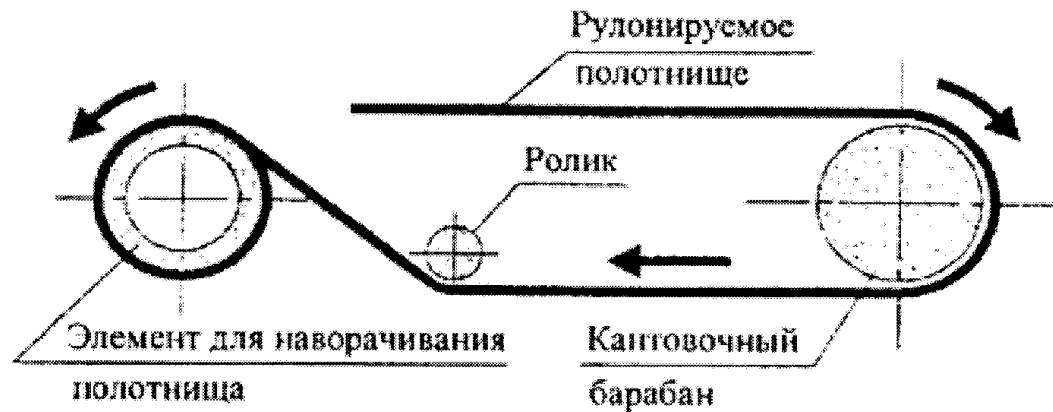 Рулонируемое
полотнище
Ролик
Элемент для наворачивания
полотнища
Кантовочный
барабан